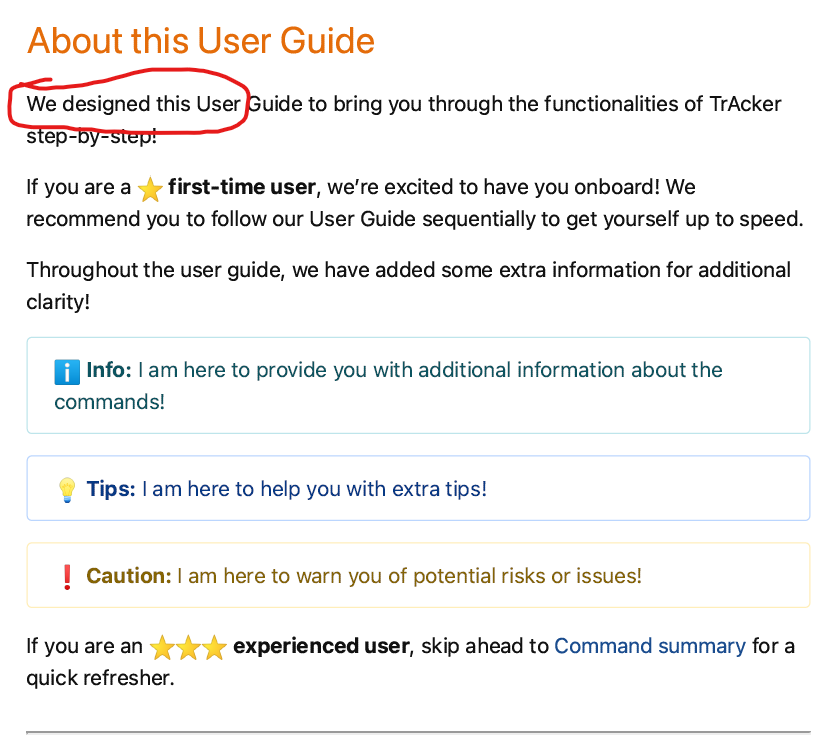 About this User Guide
We designed this User Guide to bring you through the functionalities of TrAcker
step-by-step!
If you are a ⭐ first-time user, we’re excited to have you onboard! We
recommend you to follow our User Guide sequentially to get yourself up to speed.
Throughout the user guide, we have added some extra information for additional
clarity!
ℹ️ Info: I am here to provide you with additional information about the
commands!
💡 Tips: I am here to help you with extra tips!
❗ Caution: I am here to warn you of potential risks or issues!
If you are an ⭐⭐⭐ experienced user, skip ahead to Command summary for a
quick refresher.